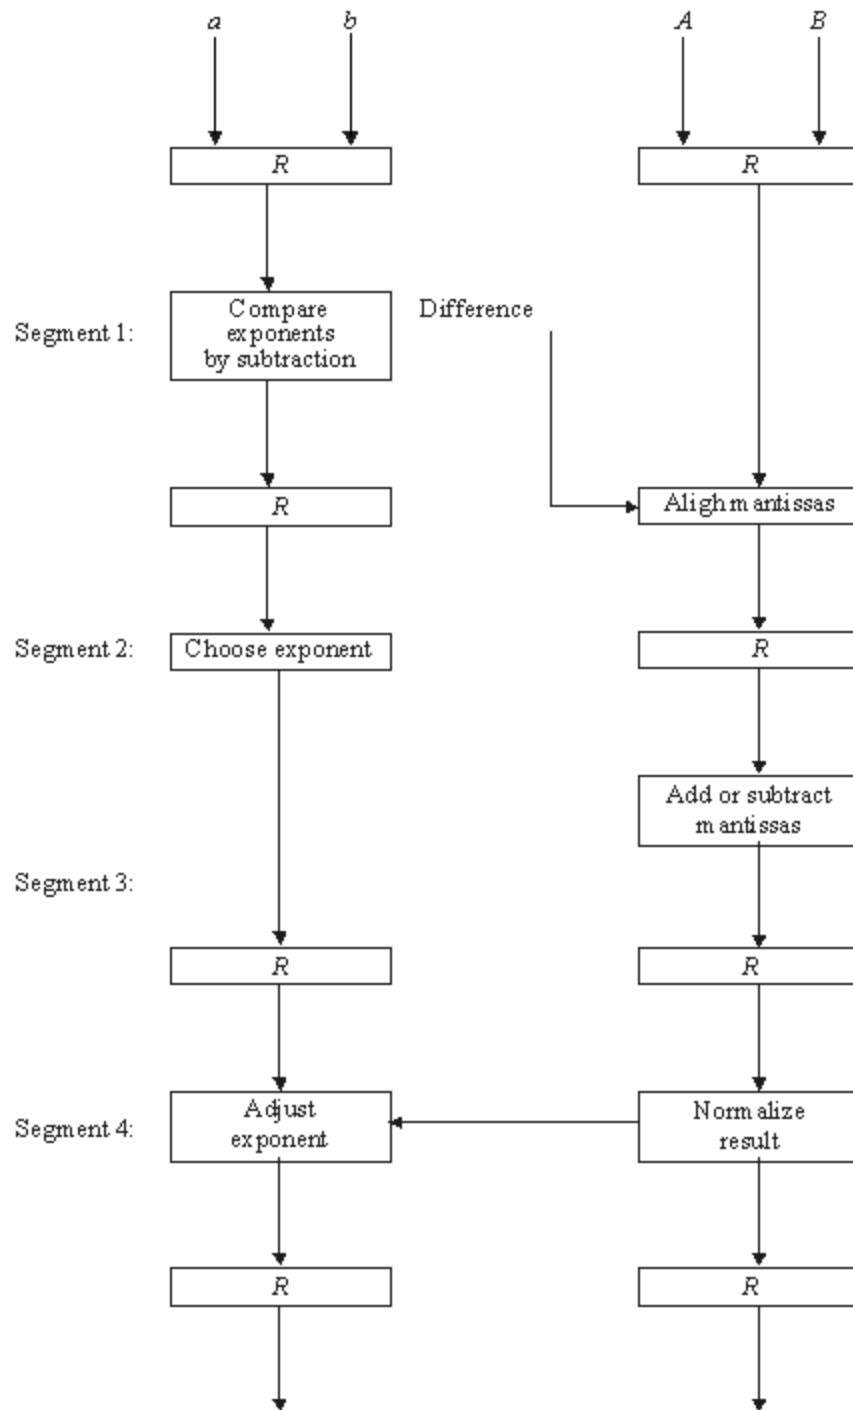 a b A B
R R
Segment 1:
Compare
exponents
by subtraction
Difference
R
Aligh mantissas
Segment 2:
Choose exponent
R
Add or subtract
mantissas
Segment 3:
R R
Segment 4:
Adjust
exponent
Normalize
result
R R